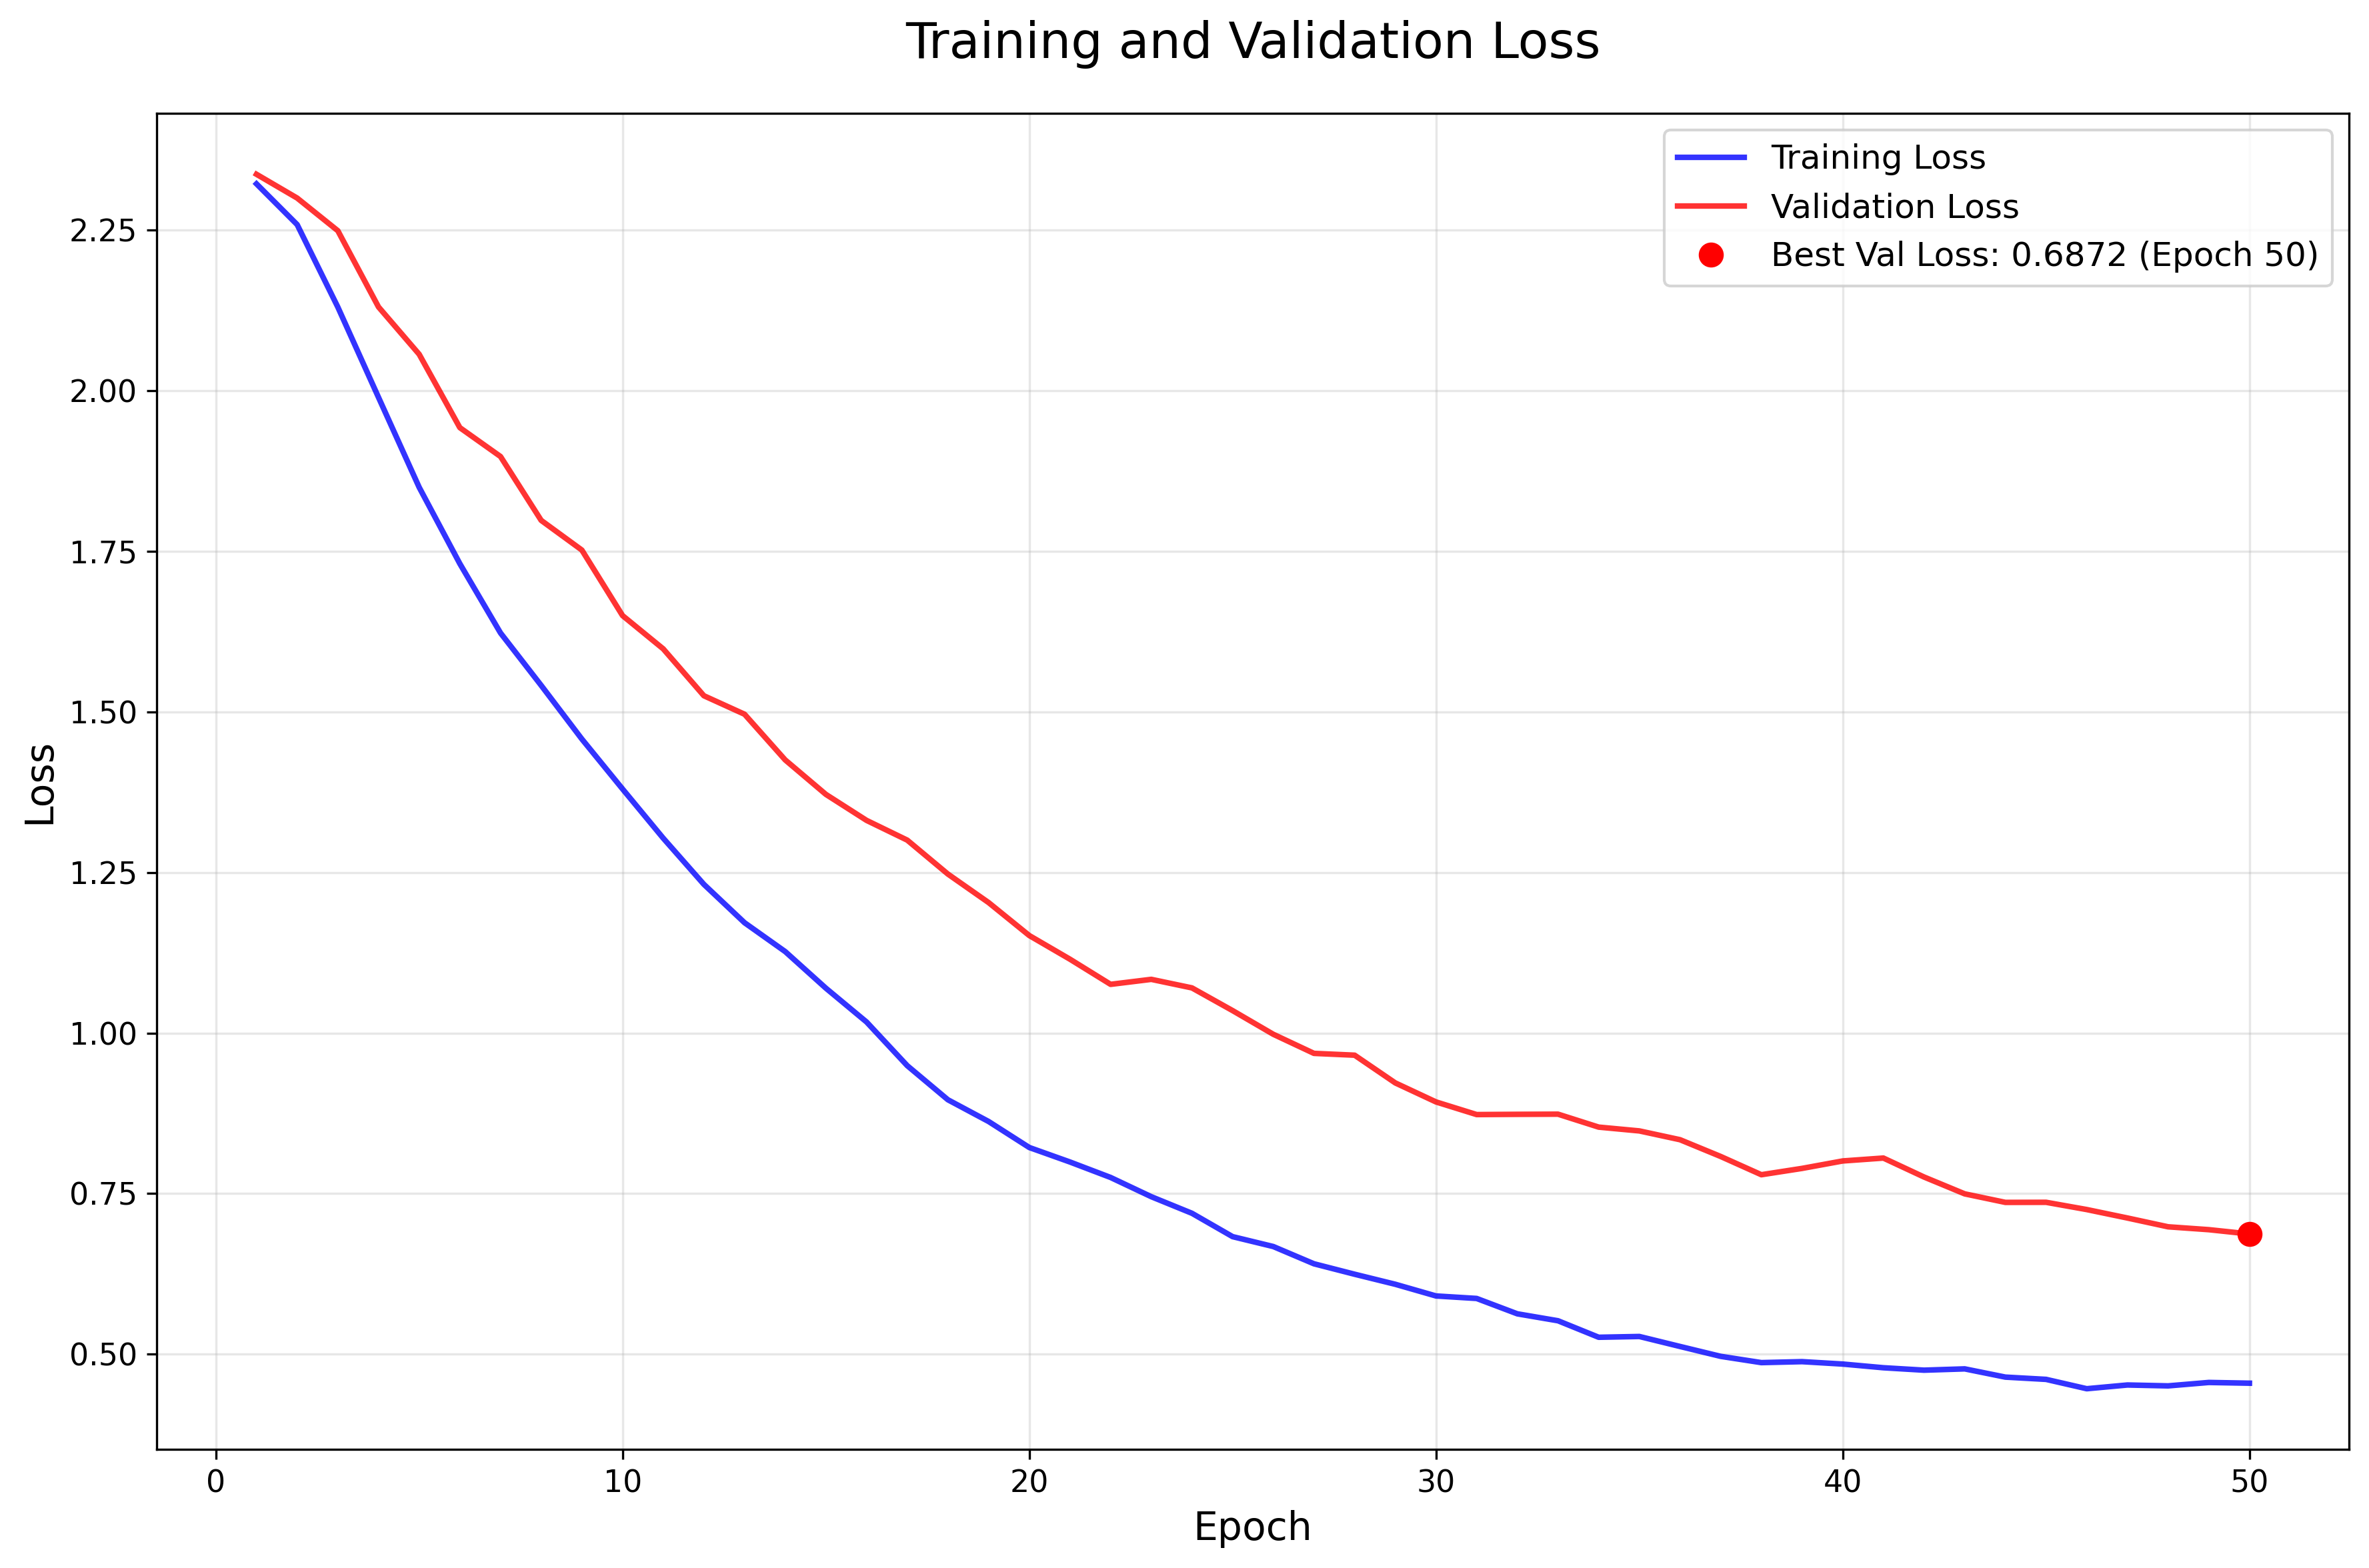 Training and Validation Loss
Training Loss
Validation Loss
Best Val Loss: 0.6872 (Epoch 50)
2.25
2.00
1.75
1.50
1.25
1.00
0.75
0.50
Loss
0
10
20
30
40
50
Epoch